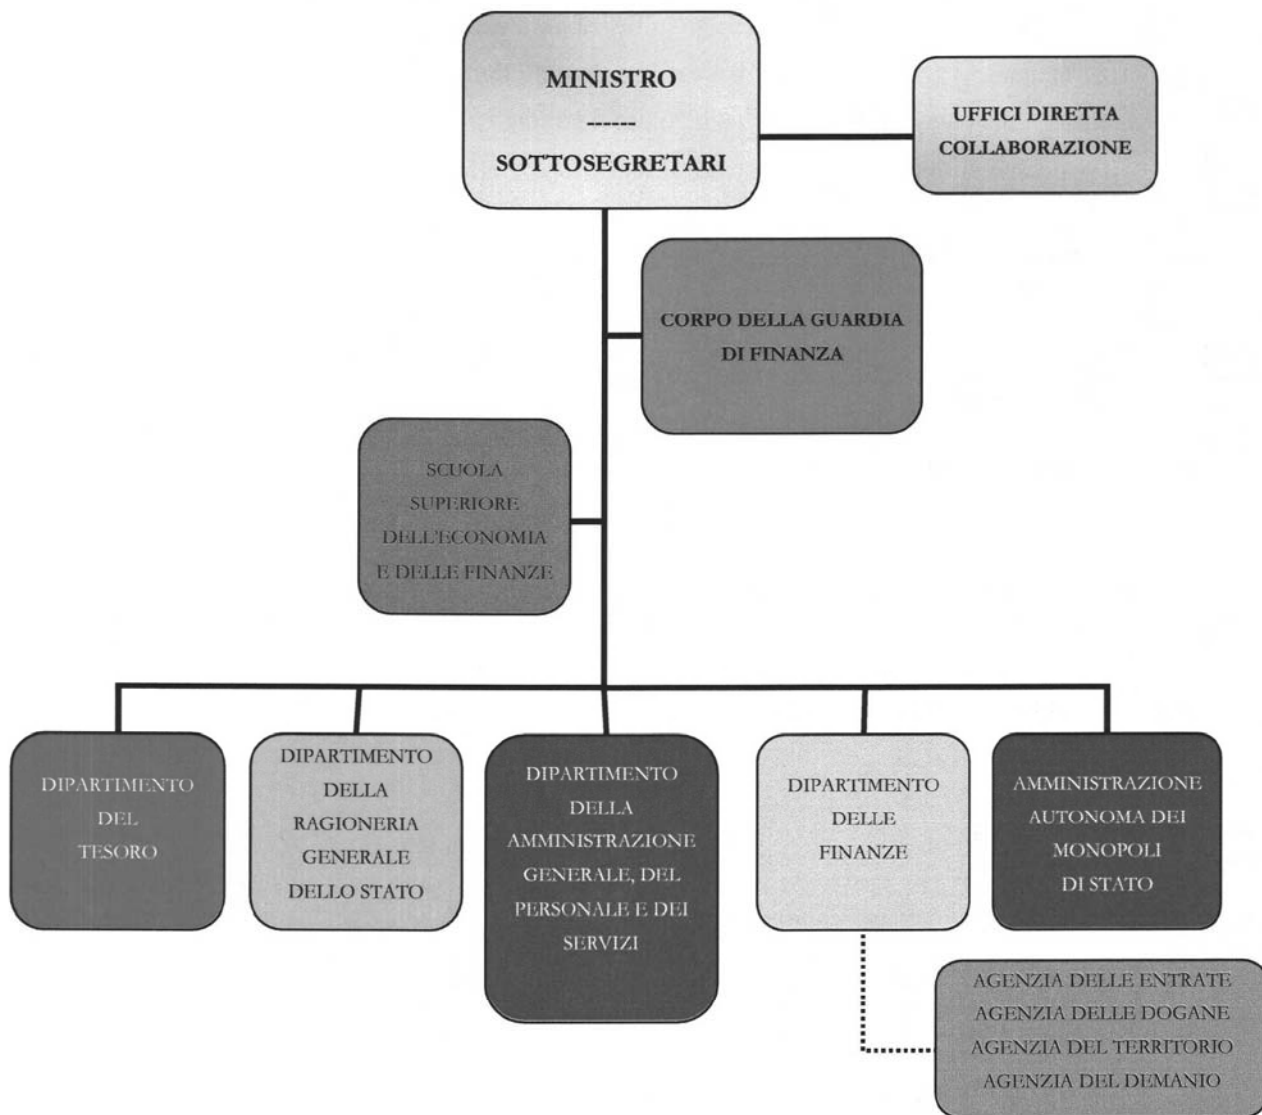 MINISTRO
------
SOTTOSEGRETARI
UFFICI DIRETTA
COLLABORAZIONE
CORPO DELLA GUARDIA
DI FINANZA
SCUOLA
SUPERIORE
DELL'ECONOMIA
E DELLE FINANZE
DIPARTIMENTO
DEL
TESORO
DIPARTIMENTO
DELLA
RAGIONERIA
GENERALE
DELLO STATO
DIPARTIMENTO
DELLA
AMMINISTRAZIONE
GENERALE, DEL
PERSONALE E DEI
SERVIZI
DIPARTIMENTO
DELLE
FINANZE
AMMINISTRAZIONE
AUTONOMA DEI
MONOPOLI
DI STATO
AGENZIA DELLE ENTRATE
AGENZIA DELLE DOGANE
AGENZIA DEL TERRITORIO
AGENZIA DEL DEMANIO